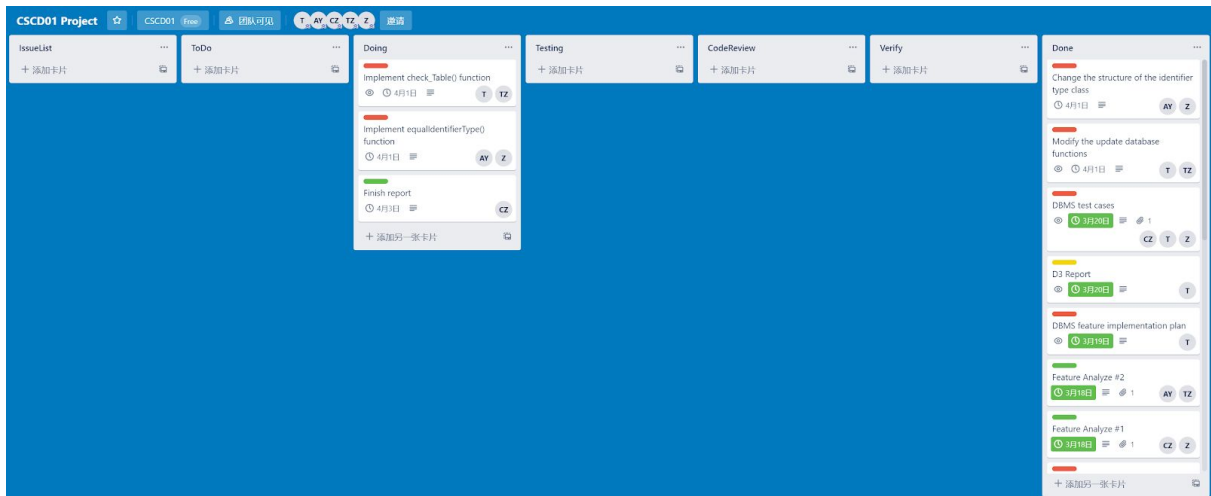 CSCD01 Project CSCD01 Free 团队可见 T AY CZ TZ Z 邀请
IssueList
添加卡片
ToDo
添加卡片
Doing
Implement check_Table() function
4月1日
T TZ
Implement equalIdentifierType()
function
4月1日
AY Z
Finish report
4月3日
CZ
添加另一张卡片
Testing
添加卡片
CodeReview
添加卡片
Verify
添加卡片
Done
Change the structure of the identifier
type class
4月1日
AY Z
Modify the update database
functions
4月1日
T TZ
DBMS test cases
3月20日 1
CZ T Z
D3 Report
3月20日
T
DBMS feature implementation plan
3月19日
T
Feature Analyze #2
3月18日 1
AY TZ
Feature Analyze #1
3月18日 1
CZ Z
添加另一张卡片